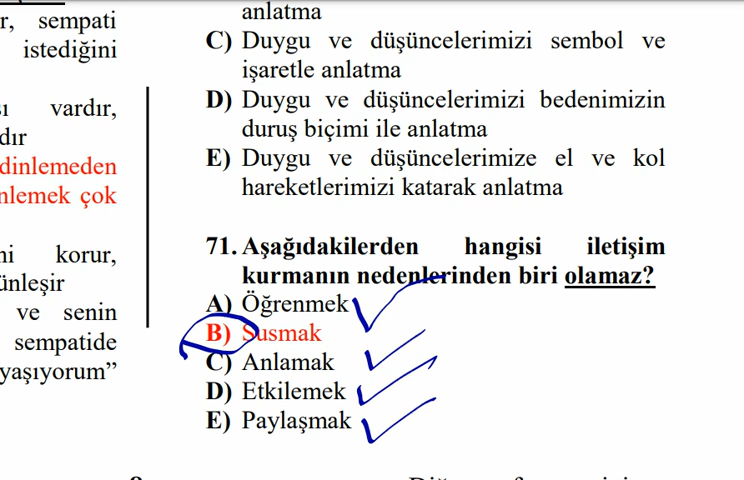 r, sempati
istediğini
vardır,
dinlemeden
nlemek çok
korur,
ünleşir
ve senin
sempatide
yaşıyorum”
anlatma
C) Duygu ve düşüncelerimizi sembol ve
işaretle anlatma
D) Duygu ve düşüncelerimizi bedenimizin
duruş biçimi ile anlatma
E) Duygu ve düşüncelerimize el ve kol
hareketlerimizi katarak anlatma
71. Aşağıdakilerden hangisi iletişim
kurmanın nedenlerinden biri olamaz?
A) Öğrenmek
B) Susmak
C) Anlamak
D) Etkilemek
E) Paylaşmak